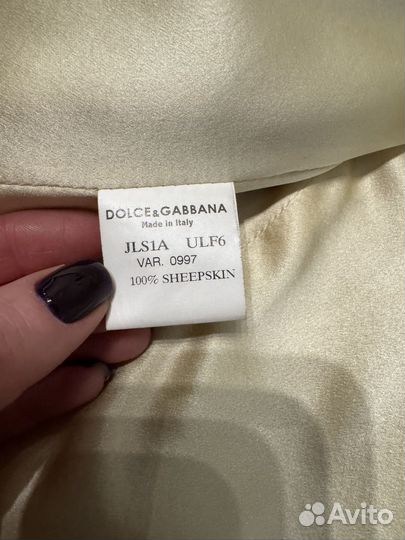 DOLCE&GABBANA
Made in Italy
JLS1A ULF6
VAR. 0997
100% SHEEPSKIN
Avito